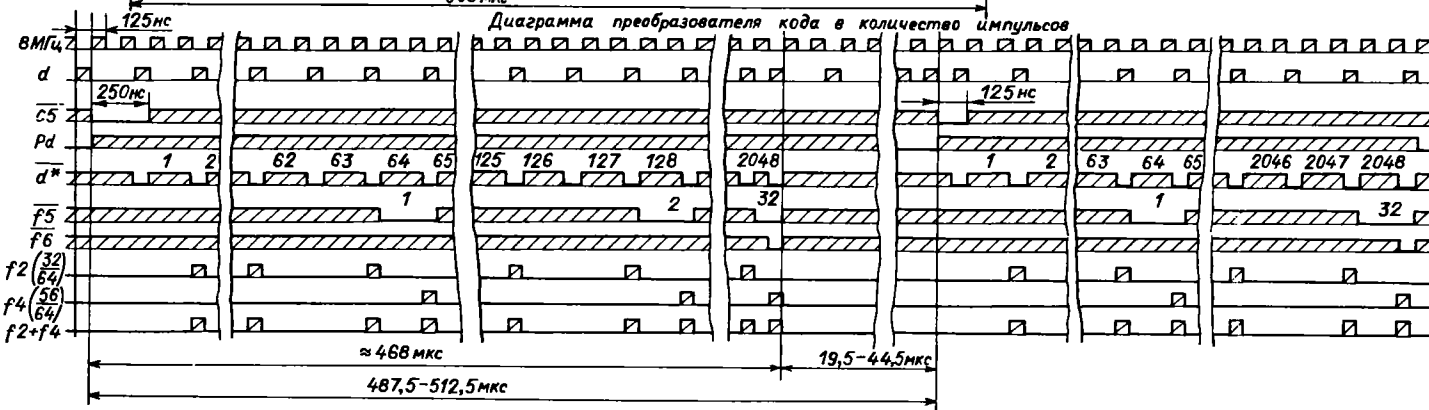 Диаграмма преобразователя кода в количество импульсов
125нс
8МГц
d
250нс
125нс
c5
Pd
1 2 62 63 64 65 125 126 127 128 2048 1 2 63 64 65 2046 2047 2048
d*
1 2 32 1 32
f5
f6
f2(32/64)
f4(56/64)
f2+f4
≈468мкс
19,5-44,5мкс
487,5-512,5мкс